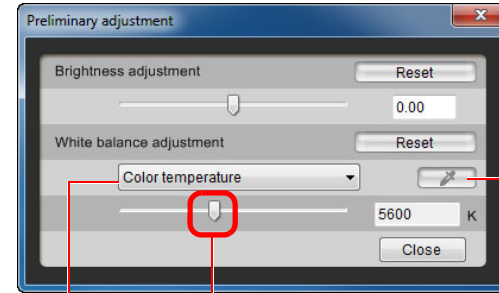 Preliminary adjustment
Brightness adjustment Reset
0.00
White balance adjustment Reset
Color temperature
5600 K
Close